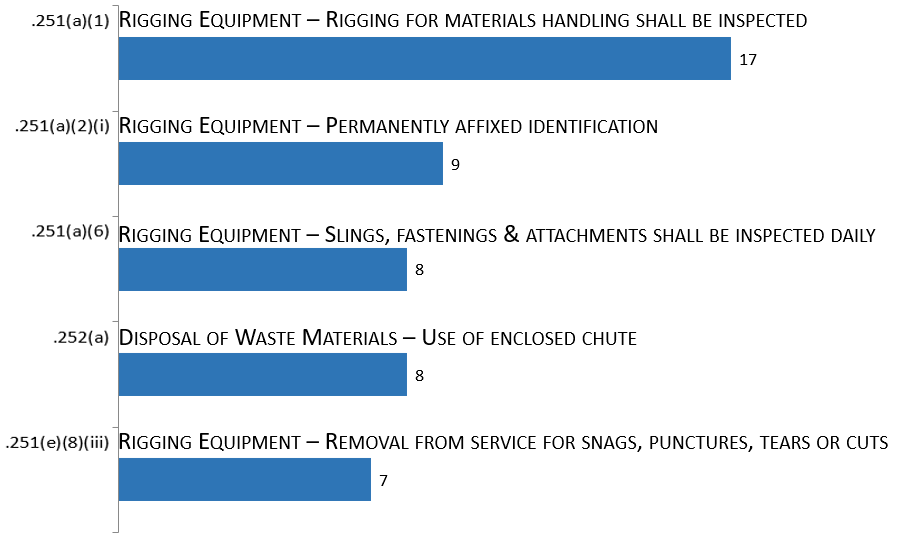 .251(a)(1) Rigging Equipment – Rigging for materials handling shall be inspected
17
.251(a)(2)(i) Rigging Equipment – Permanently affixed identification
9
.251(a)(6) Rigging Equipment – Slings, fastenings & attachments shall be inspected daily
8
.252(a) Disposal of Waste Materials – Use of enclosed chute
8
.251(e)(8)(iii) Rigging Equipment – Removal from service for snags, punctures, tears or cuts
7